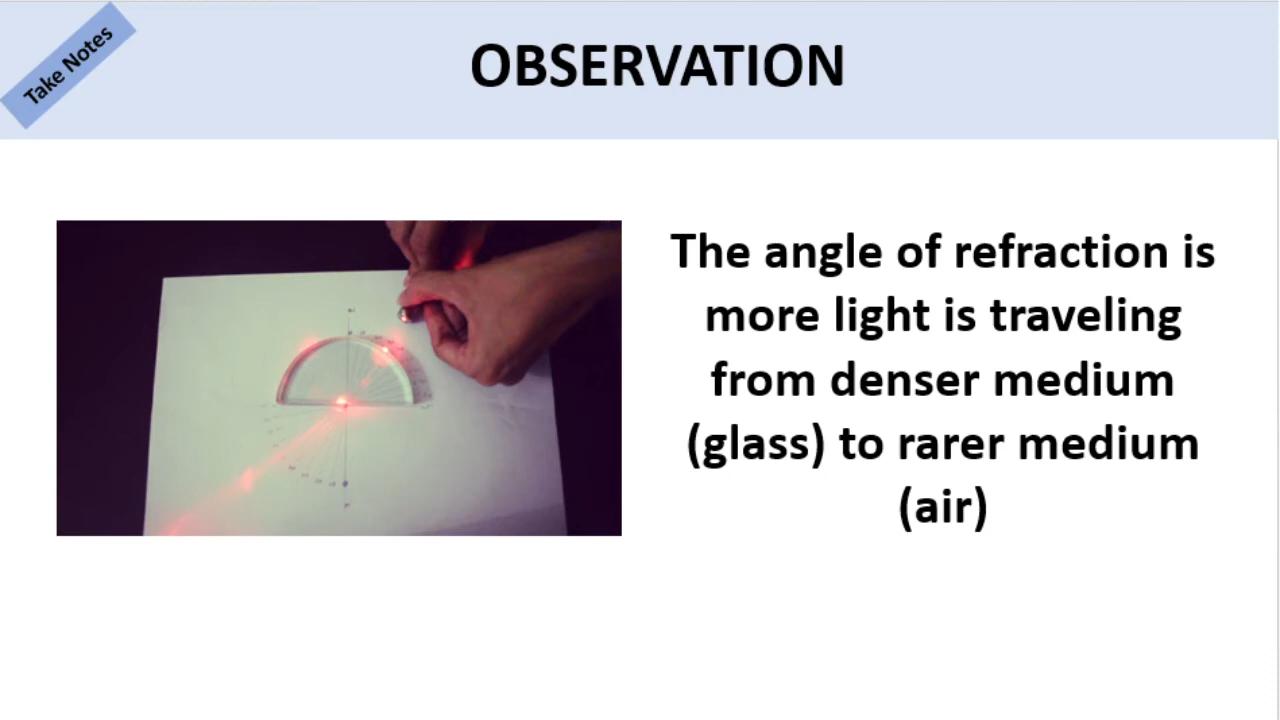 Take Notes
OBSERVATION
The angle of refraction is
more light is traveling
from denser medium
(glass) to rarer medium
(air)